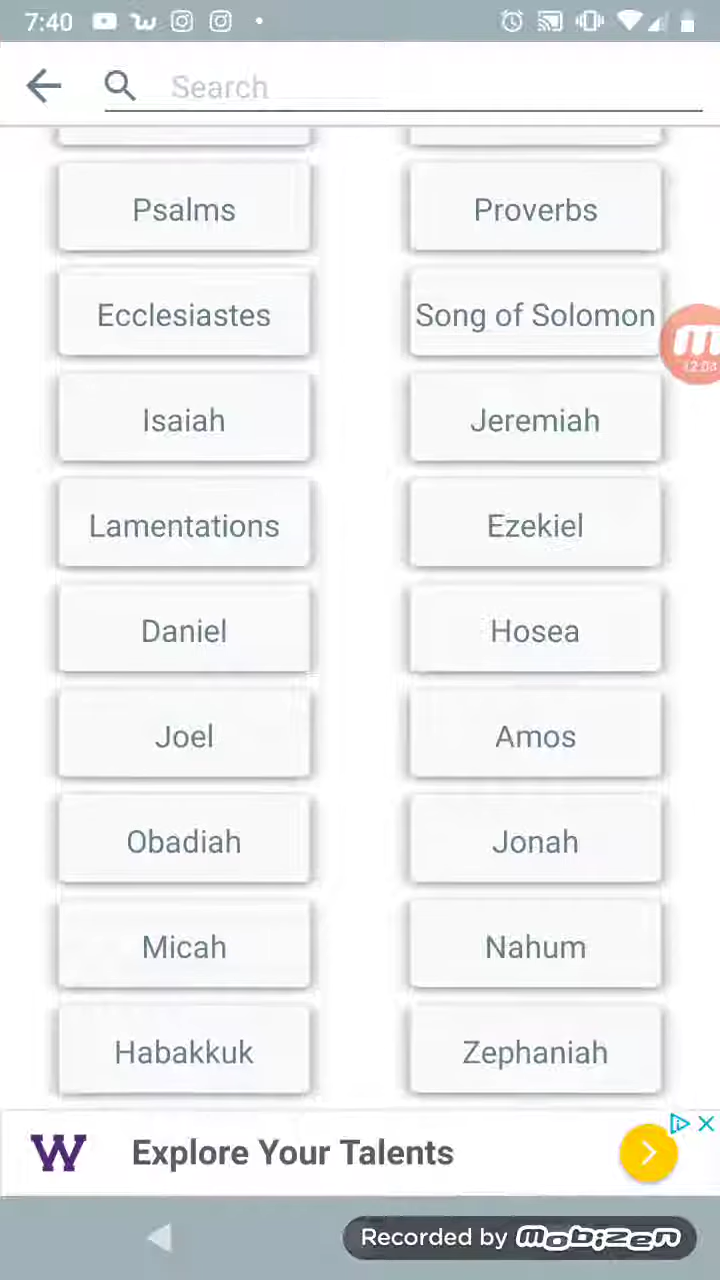 7:40
Search
Psalms Proverbs
Ecclesiastes Song of Solomon
Isaiah Jeremiah
Lamentations Ezekiel
Daniel Hosea
Joel Amos
Obadiah Jonah
Micah Nahum
Habakkuk Zephaniah
W Explore Your Talents
Recorded by mobizen